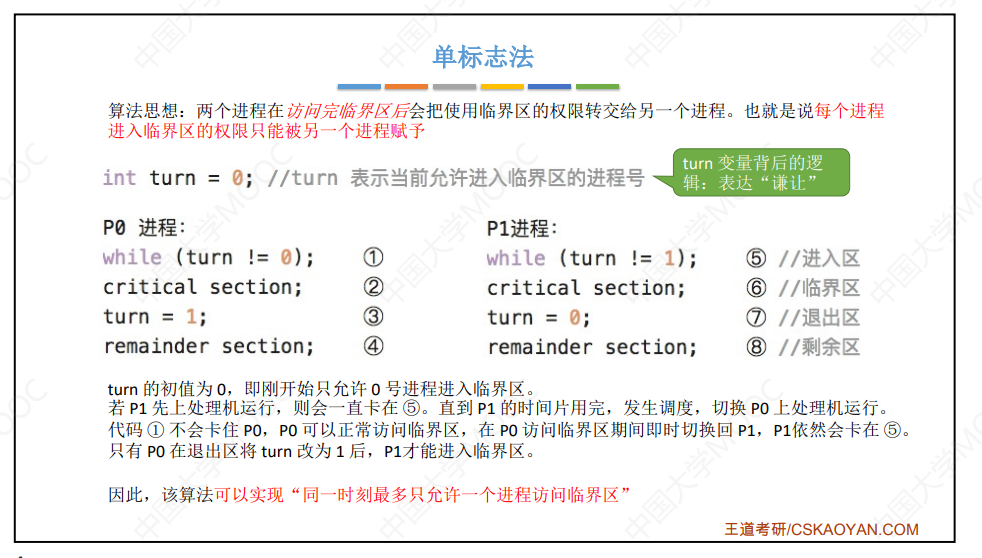 单标志法
算法思想：两个进程在访问完临界区后会把使用临界区的权限转交给另一个进程。也就是说每个进程
进入临界区的权限只能被另一个进程赋予
int turn = 0; //turn 表示当前允许进入临界区的进程号
turn 变量背后的逻
辑：表达“谦让”
P0 进程：
while (turn != 0); ①
critical section; ②
turn = 1; ③
remainder section; ④
P1进程：
while (turn != 1); ⑤ //进入区
critical section; ⑥ //临界区
turn = 0; ⑦ //退出区
remainder section; ⑧ //剩余区
turn 的初值为 0，即刚开始只允许 0 号进程进入临界区。
若 P1 先上处理机运行，则会一直卡在 ⑤。直到 P1 的时间片用完，发生调度，切换 P0 上处理机运行。
代码 ① 不会卡住 P0，P0 可以正常访问临界区，在 P0 访问临界区期间即时切换回 P1，P1依然会卡在 ⑤。
只有 P0 在退出区将 turn 改为 1 后，P1才能进入临界区。
因此，该算法可以实现“同一时刻最多只允许一个进程访问临界区”
王道考研/CSKAOYAN.COM
中国大学MOOC